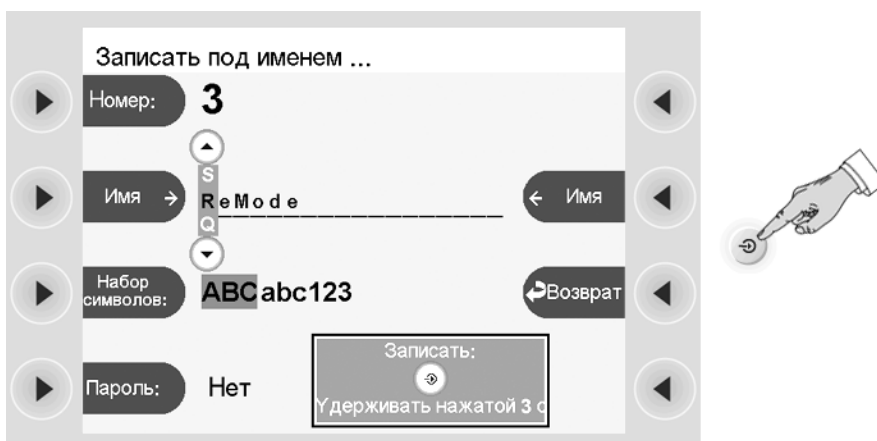 Записать под именем ...
Номер: 3
S
Имя → ReMode ← Имя
Q
Набор символов: ABCabc123 Возврат
Пароль: Нет
Записать:
Удерживать нажатой 3 с